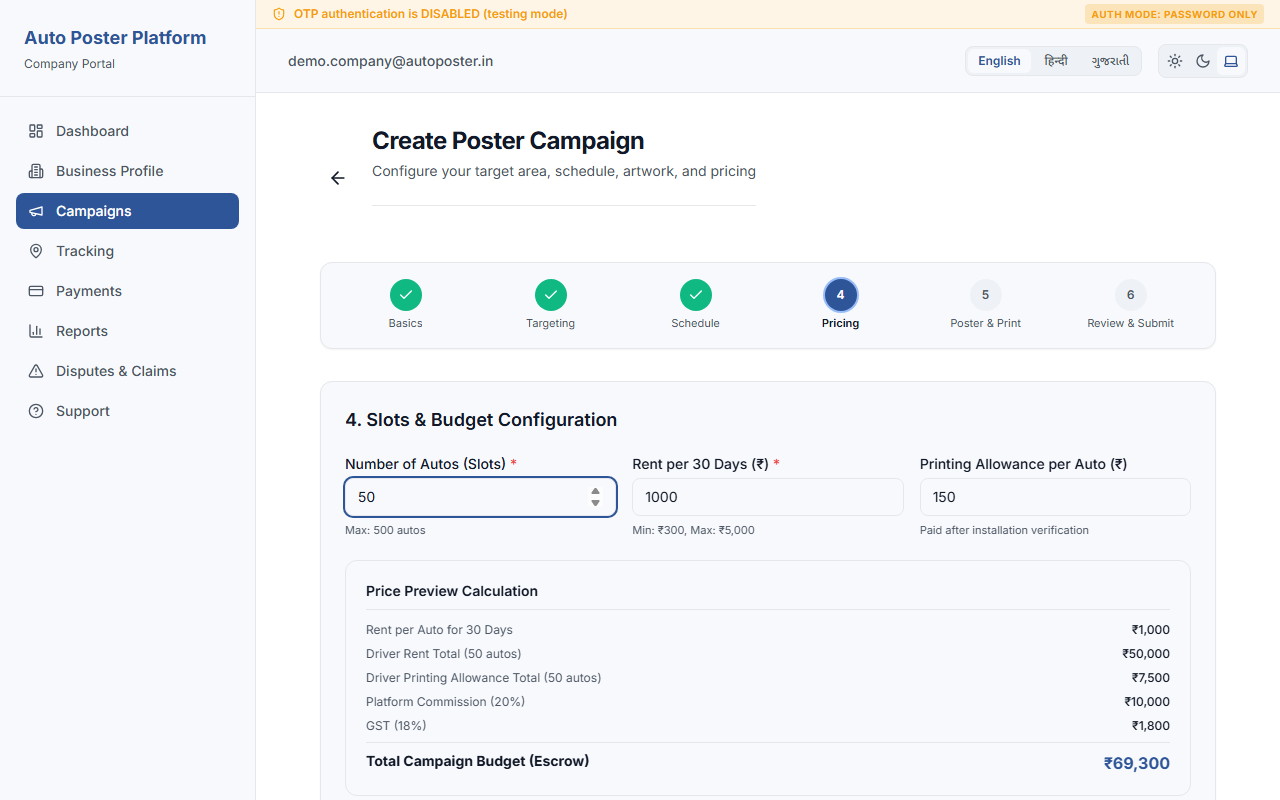 OTP authentication is DISABLED (testing mode)
AUTH MODE: PASSWORD ONLY
Auto Poster Platform
Company Portal
demo.company@autoposter.in
English
हिन्दी
ગુજરાતી
Dashboard
Business Profile
Campaigns
Tracking
Payments
Reports
Disputes & Claims
Support
Create Poster Campaign
Configure your target area, schedule, artwork, and pricing
Basics
Targeting
Schedule
4
Pricing
5
Poster & Print
6
Review & Submit
4. Slots & Budget Configuration
Number of Autos (Slots) *
50
Max: 500 autos
Rent per 30 Days (₹) *
1000
Min: ₹300, Max: ₹5,000
Printing Allowance per Auto (₹)
150
Paid after installation verification
Price Preview Calculation
Rent per Auto for 30 Days ₹1,000
Driver Rent Total (50 autos) ₹50,000
Driver Printing Allowance Total (50 autos) ₹7,500
Platform Commission (20%) ₹10,000
GST (18%) ₹1,800
Total Campaign Budget (Escrow) ₹69,300